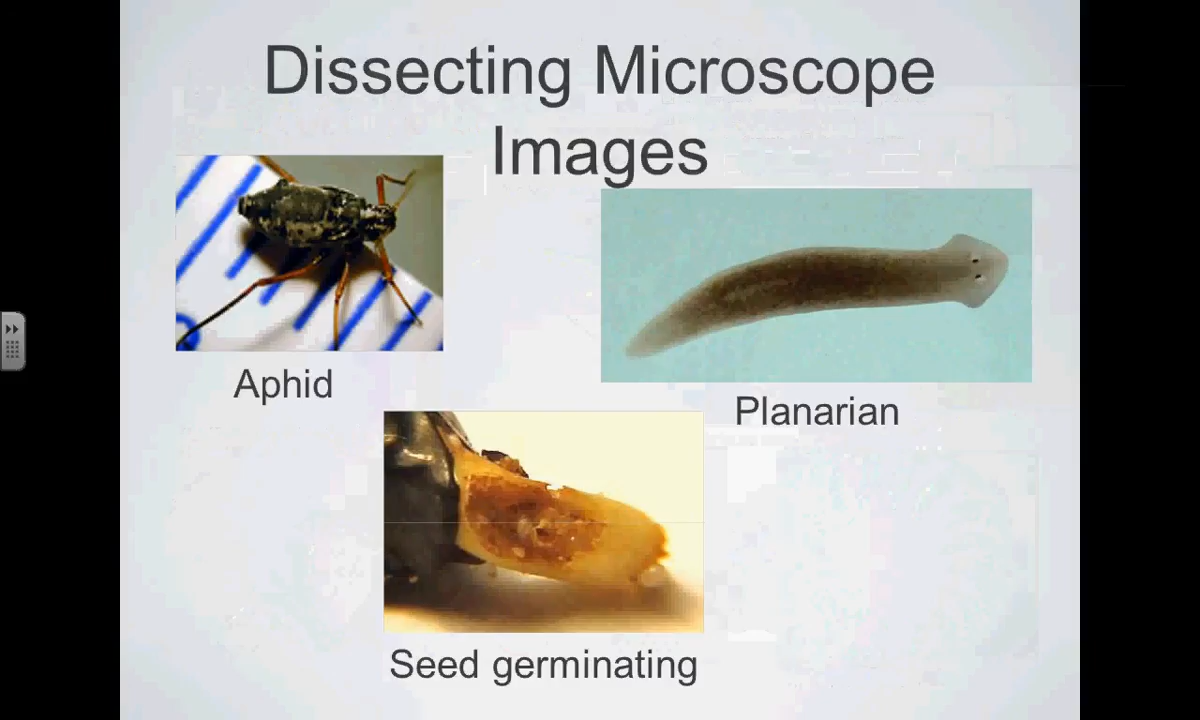 Dissecting Microscope
Images
Aphid
Planarian
Seed germinating